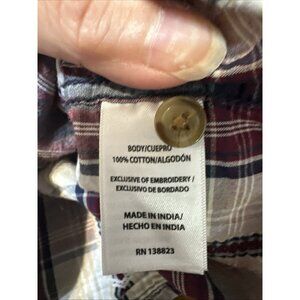 BODY/CUERPO
100% COTTON/ALGODÓN
EXCLUSIVE OF EMBROIDERY/
EXCLUSIVO DE BORDADO
MADE IN INDIA/
HECHO EN INDIA
RN 138823